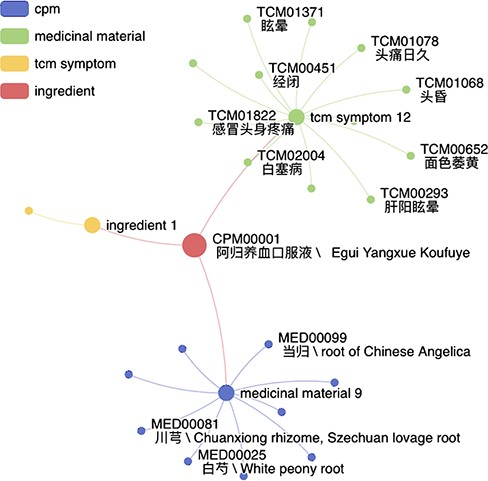 cpm
medicinal material
tcm symptom
ingredient
TCM01371
眩晕
TCM01078
头痛日久
TCM00451
经闭
TCM01068
头昏
TCM01822
感冒头身疼痛
tcm symptom 12
TCM02004
白塞病
TCM00652
面色萎黄
TCM00293
肝阳眩晕
ingredient 1
CPM00001
阿归养血口服液 \ Egui Yangxue Koufuye
MED00099
当归 \ root of Chinese Angelica
medicinal material 9
MED00081
川芎 \ Chuanxiong rhizome, Szechuan lovage root
MED00025
白芍 \ White peony root